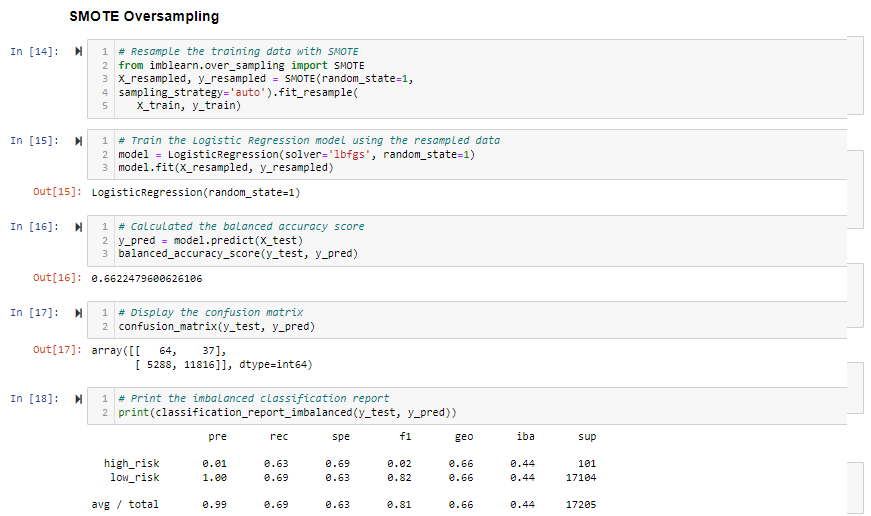 SMOTE Oversampling
In [14]:
1 # Resample the training data with SMOTE
2 from imblearn.over_sampling import SMOTE
3 X_resampled, y_resampled = SMOTE(random_state=1,
4 sampling_strategy='auto').fit_resample(
5    X_train, y_train)
In [15]:
1 # Train the Logistic Regression model using the resampled data
2 model = LogisticRegression(solver='lbfgs', random_state=1)
3 model.fit(X_resampled, y_resampled)
Out[15]: LogisticRegression(random_state=1)
In [16]:
1 # Calculated the balanced accuracy score
2 y_pred = model.predict(X_test)
3 balanced_accuracy_score(y_test, y_pred)
Out[16]: 0.6622479600626106
In [17]:
1 # Display the confusion matrix
2 confusion_matrix(y_test, y_pred)
Out[17]: array([[   64,    37],
       [ 5288, 11816]], dtype=int64)
In [18]:
1 # Print the imbalanced classification report
2 print(classification_report_imbalanced(y_test, y_pred))
pre rec spe f1 geo iba sup
high_risk 0.01 0.63 0.69 0.02 0.66 0.44 101
low_risk 1.00 0.69 0.63 0.82 0.66 0.44 17104
avg / total 0.99 0.69 0.63 0.81 0.66 0.44 17205